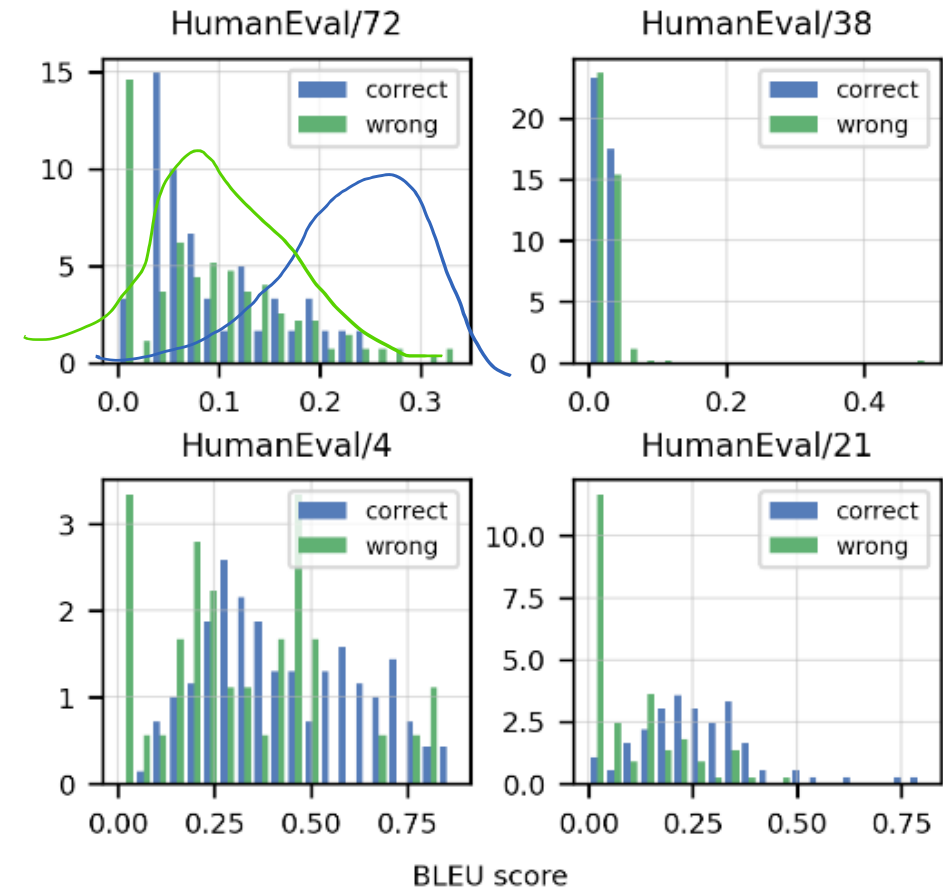 HumanEval/72
HumanEval/38
15
10
5
0
correct
wrong
0.0 0.1 0.2 0.3
20
15
10
5
0
correct
wrong
0.0 0.2 0.4
HumanEval/4
HumanEval/21
3
2
1
0
correct
wrong
0.00 0.25 0.50 0.75
10.0
7.5
5.0
2.5
0.0
correct
wrong
0.00 0.25 0.50 0.75
BLEU score